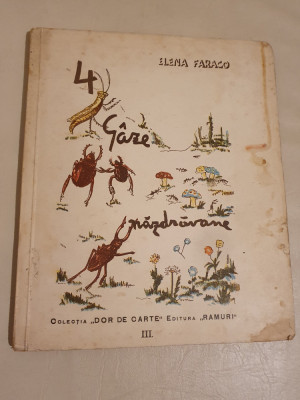 ELENA FARAGO
4
Gâze
năzdrăvane
COLECȚIA „DOR DE CARTE" EDITURA „RAMURI"
III.